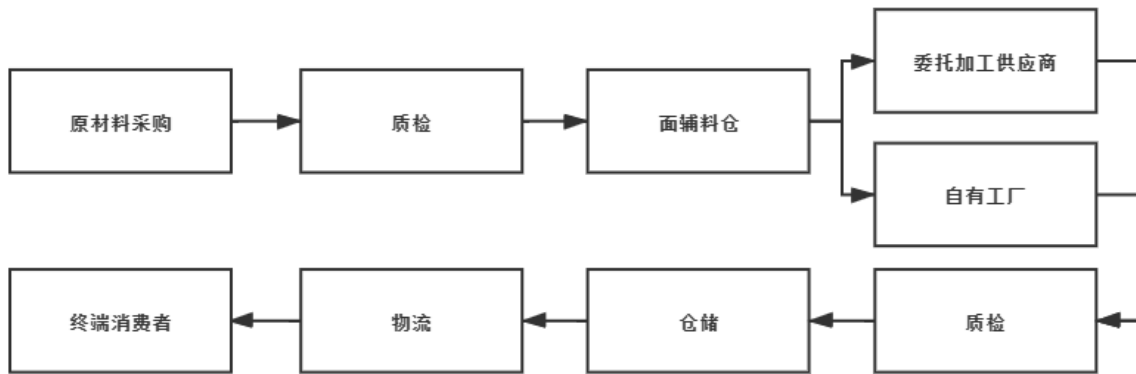 委托加工供应商
原材料采购
质检
面辅料仓
自有工厂
终端消费者
物流
仓储
质检